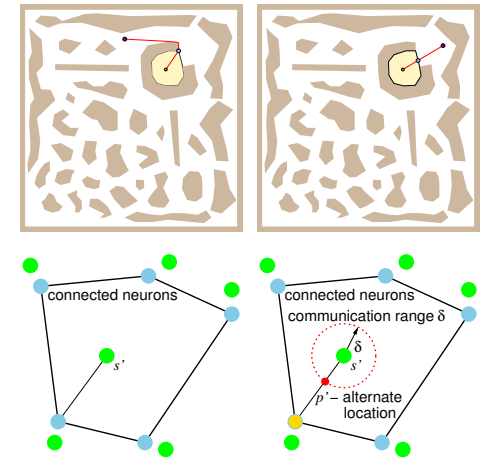 connected neurons
s'
connected neurons
communication range δ
δ
s'
p' – alternate
location